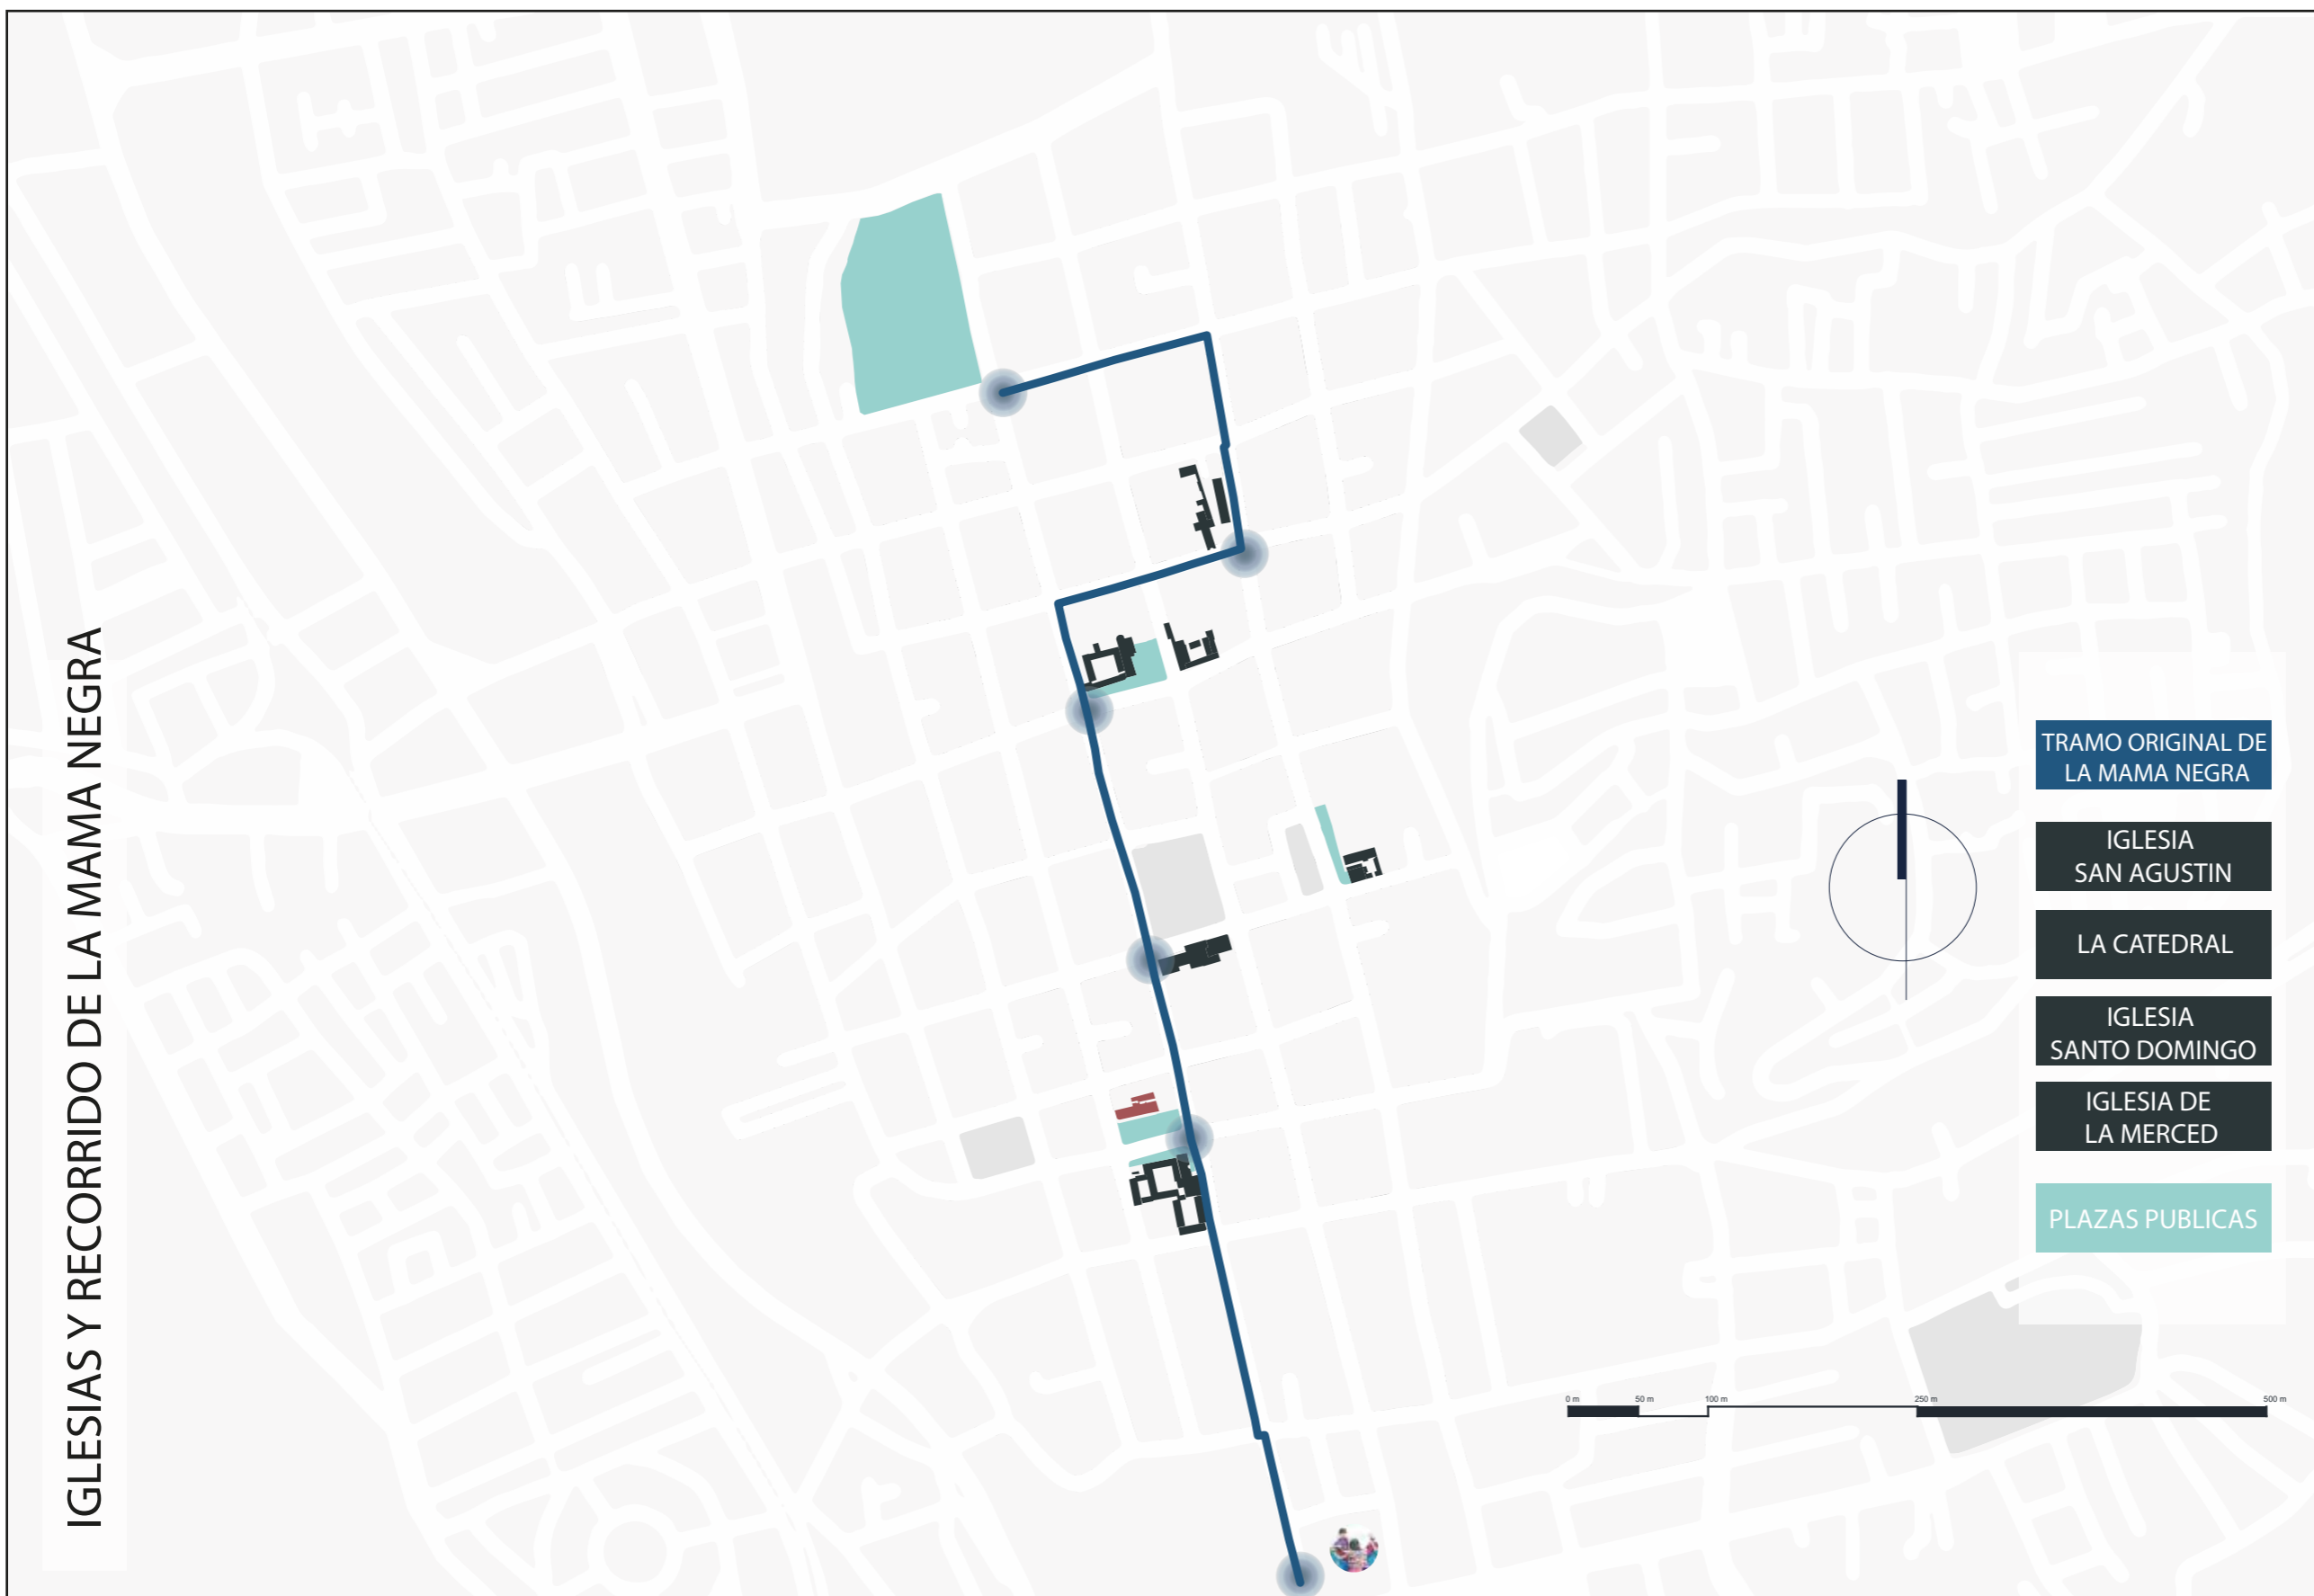 IGLESIAS Y RECORRIDO DE LA MAMA NEGRA
TRAMO ORIGINAL DE
LA MAMA NEGRA
IGLESIA
SAN AGUSTIN
LA CATEDRAL
IGLESIA
SANTO DOMINGO
IGLESIA DE
LA MERCED
PLAZAS PUBLICAS
0 m 50 m 100 m 250 m 500 m